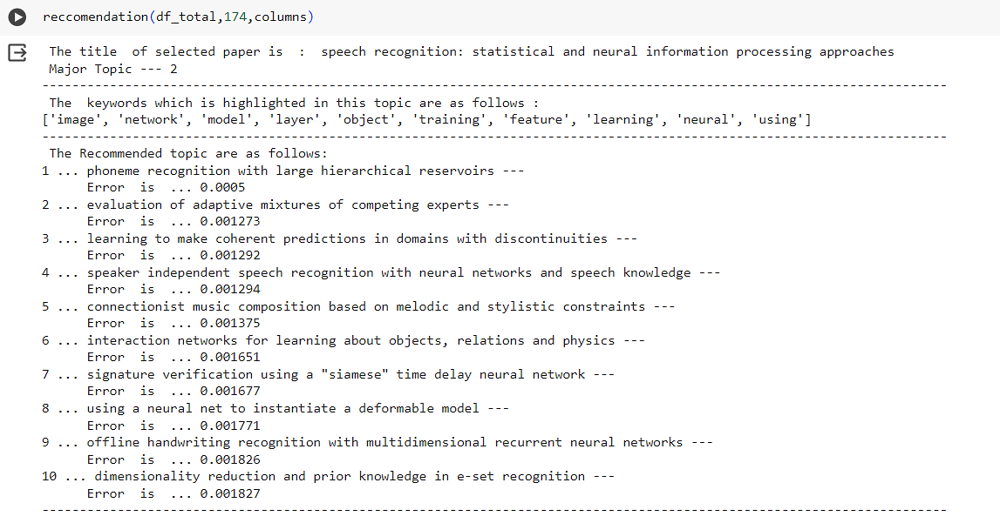 reccomendation(df_total,174,columns)
The title  of selected paper is  :  speech recognition: statistical and neural information processing approaches
Major Topic --- 2
------------------------------------------------------------------------------------------------------------------------
The  keywords which is highlighted in this topic are as follows :
['image', 'network', 'model', 'layer', 'object', 'training', 'feature', 'learning', 'neural', 'using']
------------------------------------------------------------------------------------------------------------------------
The Recommended topic are as follows:
1 ... phoneme recognition with large hierarchical reservoirs ---
Error  is  ... 0.0005
2 ... evaluation of adaptive mixtures of competing experts ---
Error  is  ... 0.001273
3 ... learning to make coherent predictions in domains with discontinuities ---
Error  is  ... 0.001292
4 ... speaker independent speech recognition with neural networks and speech knowledge ---
Error  is  ... 0.001294
5 ... connectionist music composition based on melodic and stylistic constraints ---
Error  is  ... 0.001375
6 ... interaction networks for learning about objects, relations and physics ---
Error  is  ... 0.001651
7 ... signature verification using a "siamese" time delay neural network ---
Error  is  ... 0.001677
8 ... using a neural net to instantiate a deformable model ---
Error  is  ... 0.001771
9 ... offline handwriting recognition with multidimensional recurrent neural networks ---
Error  is  ... 0.001826
10 ... dimensionality reduction and prior knowledge in e-set recognition ---
Error  is  ... 0.001827
------------------------------------------------------------------------------------------------------------------------